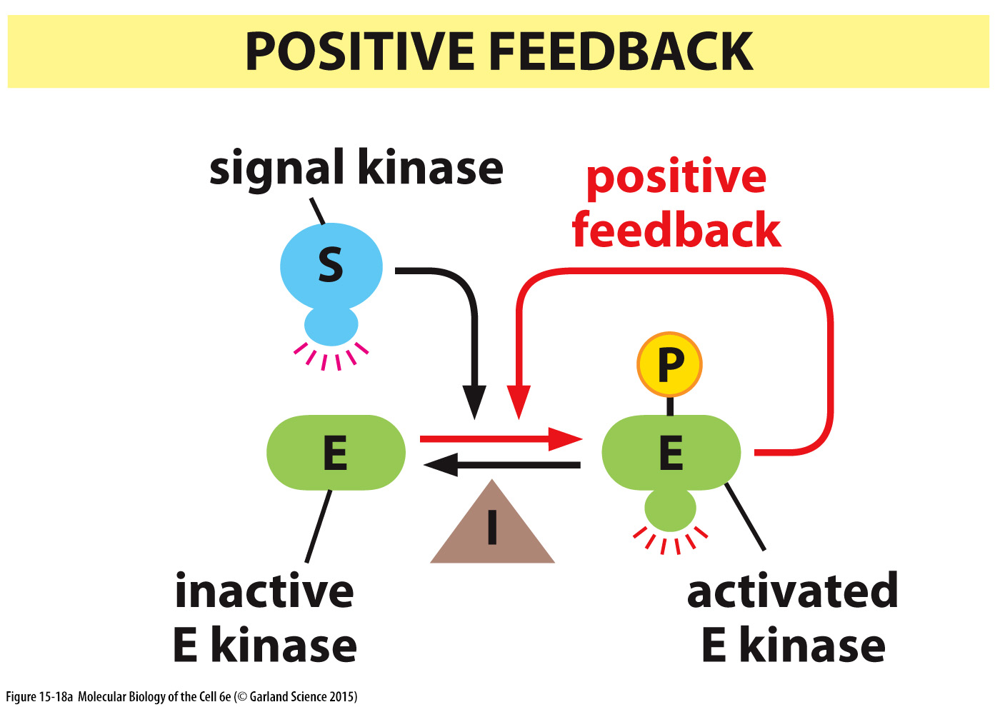 POSITIVE FEEDBACK
signal kinase
positive
feedback
S
P
E
E
I
inactive
E kinase
activated
E kinase
Figure 15-18a  Molecular Biology of the Cell 6e (© Garland Science 2015)